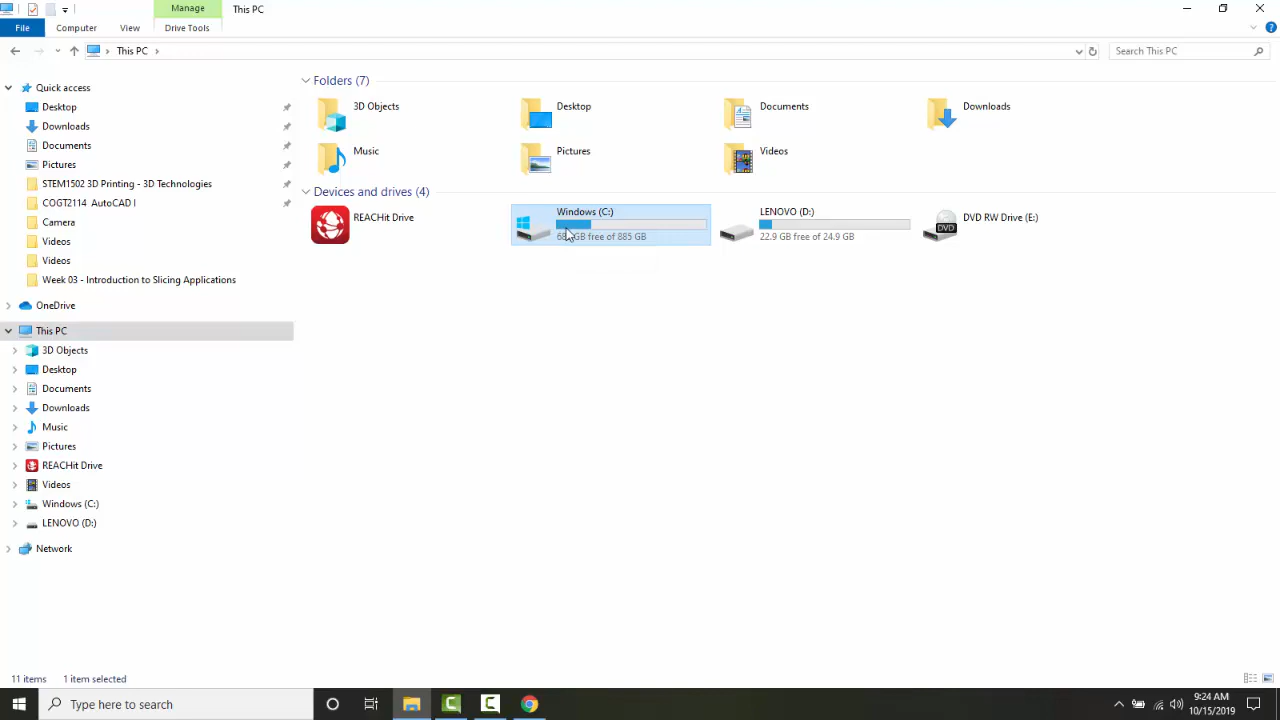 Manage
This PC
File
Computer
View
Drive Tools
This PC
Search This PC
Quick access
Desktop
Downloads
Documents
Pictures
STEM1502 3D Printing - 3D Technologies
COGT2114 AutoCAD I
Camera
Videos
Videos
Week 03 - Introduction to Slicing Applications
OneDrive
This PC
3D Objects
Desktop
Documents
Downloads
Music
Pictures
REACHit Drive
Videos
Windows (C:)
LENOVO (D:)
Network
Folders (7)
3D Objects
Desktop
Documents
Downloads
Music
Pictures
Videos
Devices and drives (4)
REACHit Drive
Windows (C:)
GB free of 885 GB
LENOVO (D:)
22.9 GB free of 24.9 GB
DVD
DVD RW Drive (E:)
11 items
1 item selected
Type here to search
9:24 AM
10/15/2019